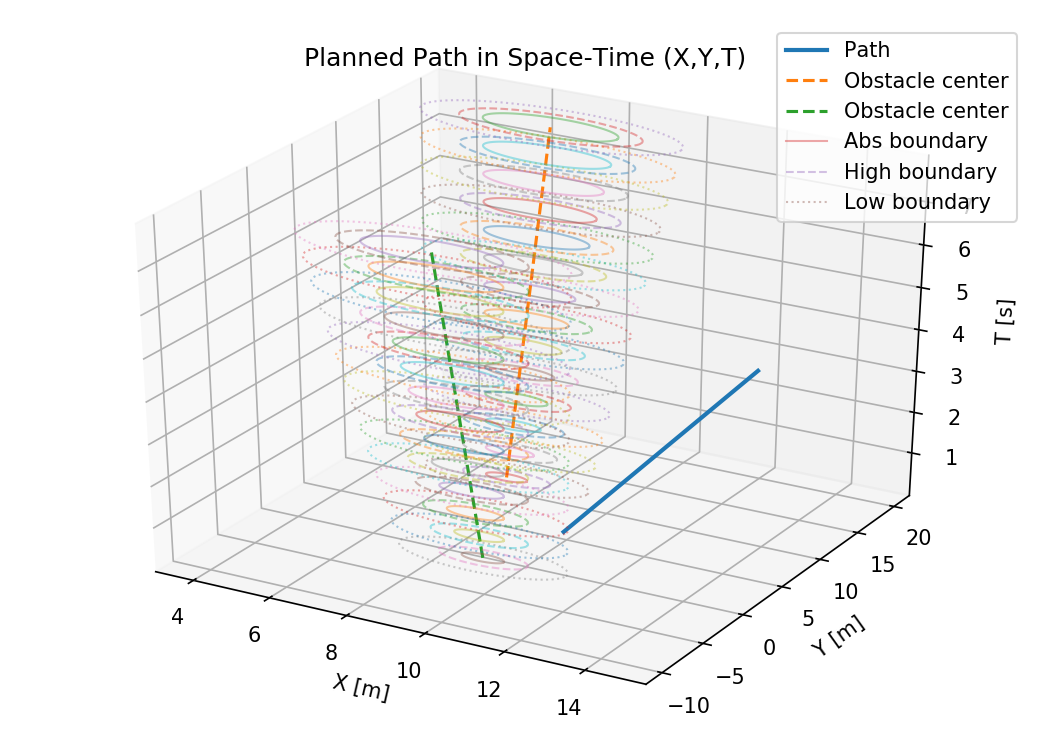 Planned Path in Space-Time (X,Y,T)
Path
Obstacle center
Obstacle center
Abs boundary
High boundary
Low boundary
6
5
4
3
2
1
T [s]
20
15
10
5
0
−5
−10
Y [m]
4
6
8
10
12
14
X [m]